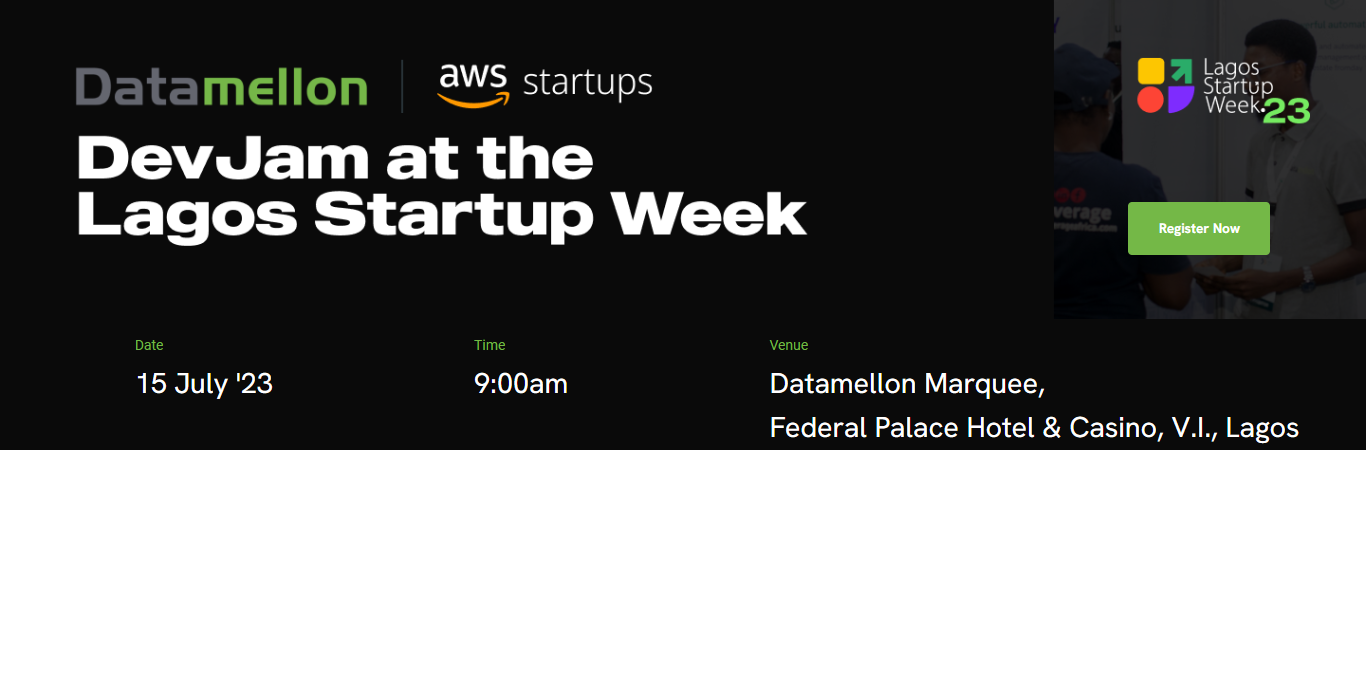 Datamellon
aws startups
Lagos
Startup
Week.23
DevJam at the
Lagos Startup Week
Register Now
Date
15 July '23
Time
9:00am
Venue
Datamellon Marquee,
Federal Palace Hotel & Casino, V.I., Lagos